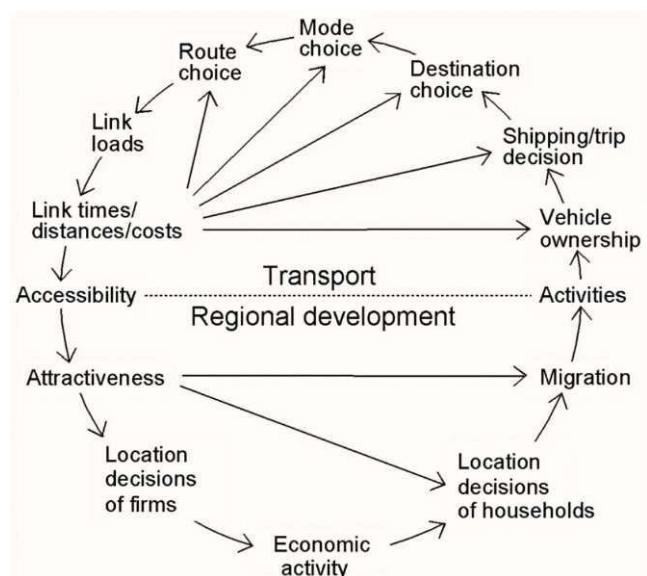 Mode
choice
Route
choice
Destination
choice
Link
loads
Shipping/trip
decision
Link times/
distances/costs
Vehicle
ownership
Transport
Accessibility
Activities
Regional development
Attractiveness
Migration
Location
decisions
of firms
Location
decisions
of households
Economic
activity